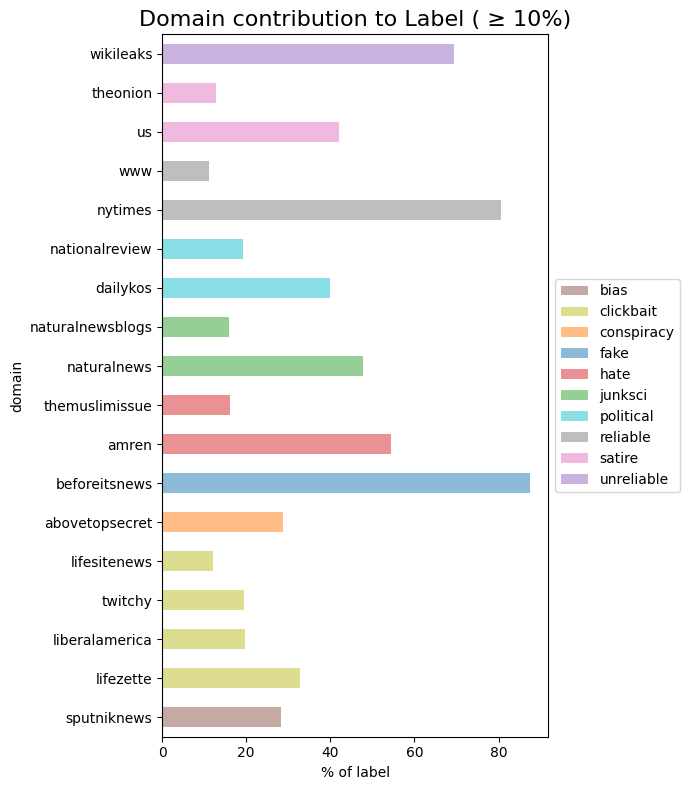 Domain contribution to Label ( ≥ 10%)
wikileaks
theonion
us
www
nytimes
nationalreview
dailykos
naturalnewsblogs
naturalnews
themuslimissue
amren
beforeitsnews
abovetopsecret
lifesitenews
twitchy
liberalamerica
lifezette
sputniknews
domain
0 20 40 60 80
% of label
bias
clickbait
conspiracy
fake
hate
junksci
political
reliable
satire
unreliable